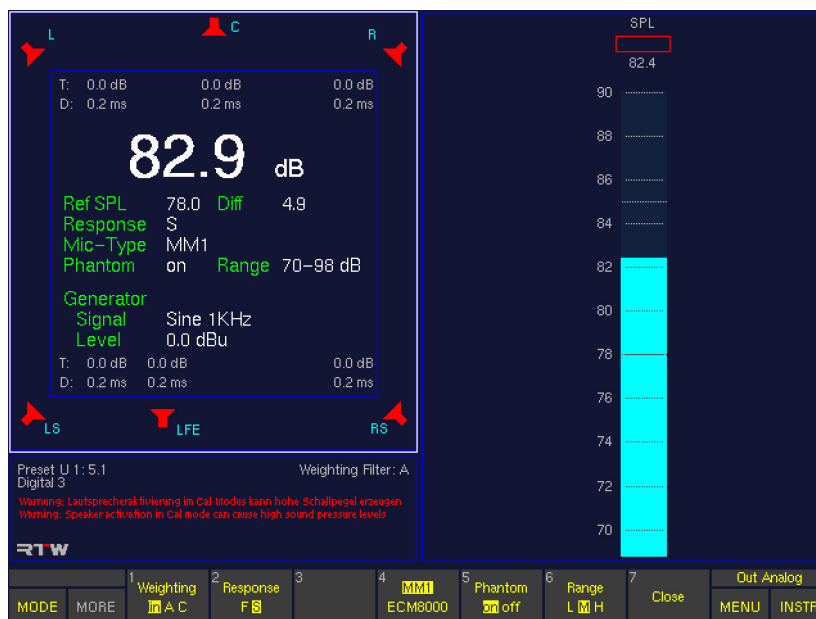 L C R
T: 0.0 dB 0.0 dB 0.0 dB
D: 0.2 ms 0.2 ms 0.2 ms
82.9 dB
Ref SPL 78.0 Diff 4.9
Response S
Mic-Type MM1
Phantom on Range 70-98 dB
Generator
Signal Sine 1KHz
Level 0.0 dBu
T: 0.0 dB 0.0 dB 0.0 dB
D: 0.2 ms 0.2 ms 0.2 ms
LS LFE RS
Preset U 1: 5.1 Weighting Filter: A
Digital 3
Warnung: Lautsprecheraktivierung im Cal Modus kann hohe Schallpegel erzeugen
Warning: Speaker activation in Cal mode can cause high sound pressure levels
RTW
SPL
82.4
90
88
86
84
82
80
78
76
74
72
70
1 Weighting 2 Response 3 4 MM1 5 Phantom 6 Range 7 Close Out Analog
MODE MORE lin A C F S ECM8000 on off L M H MENU INSTR